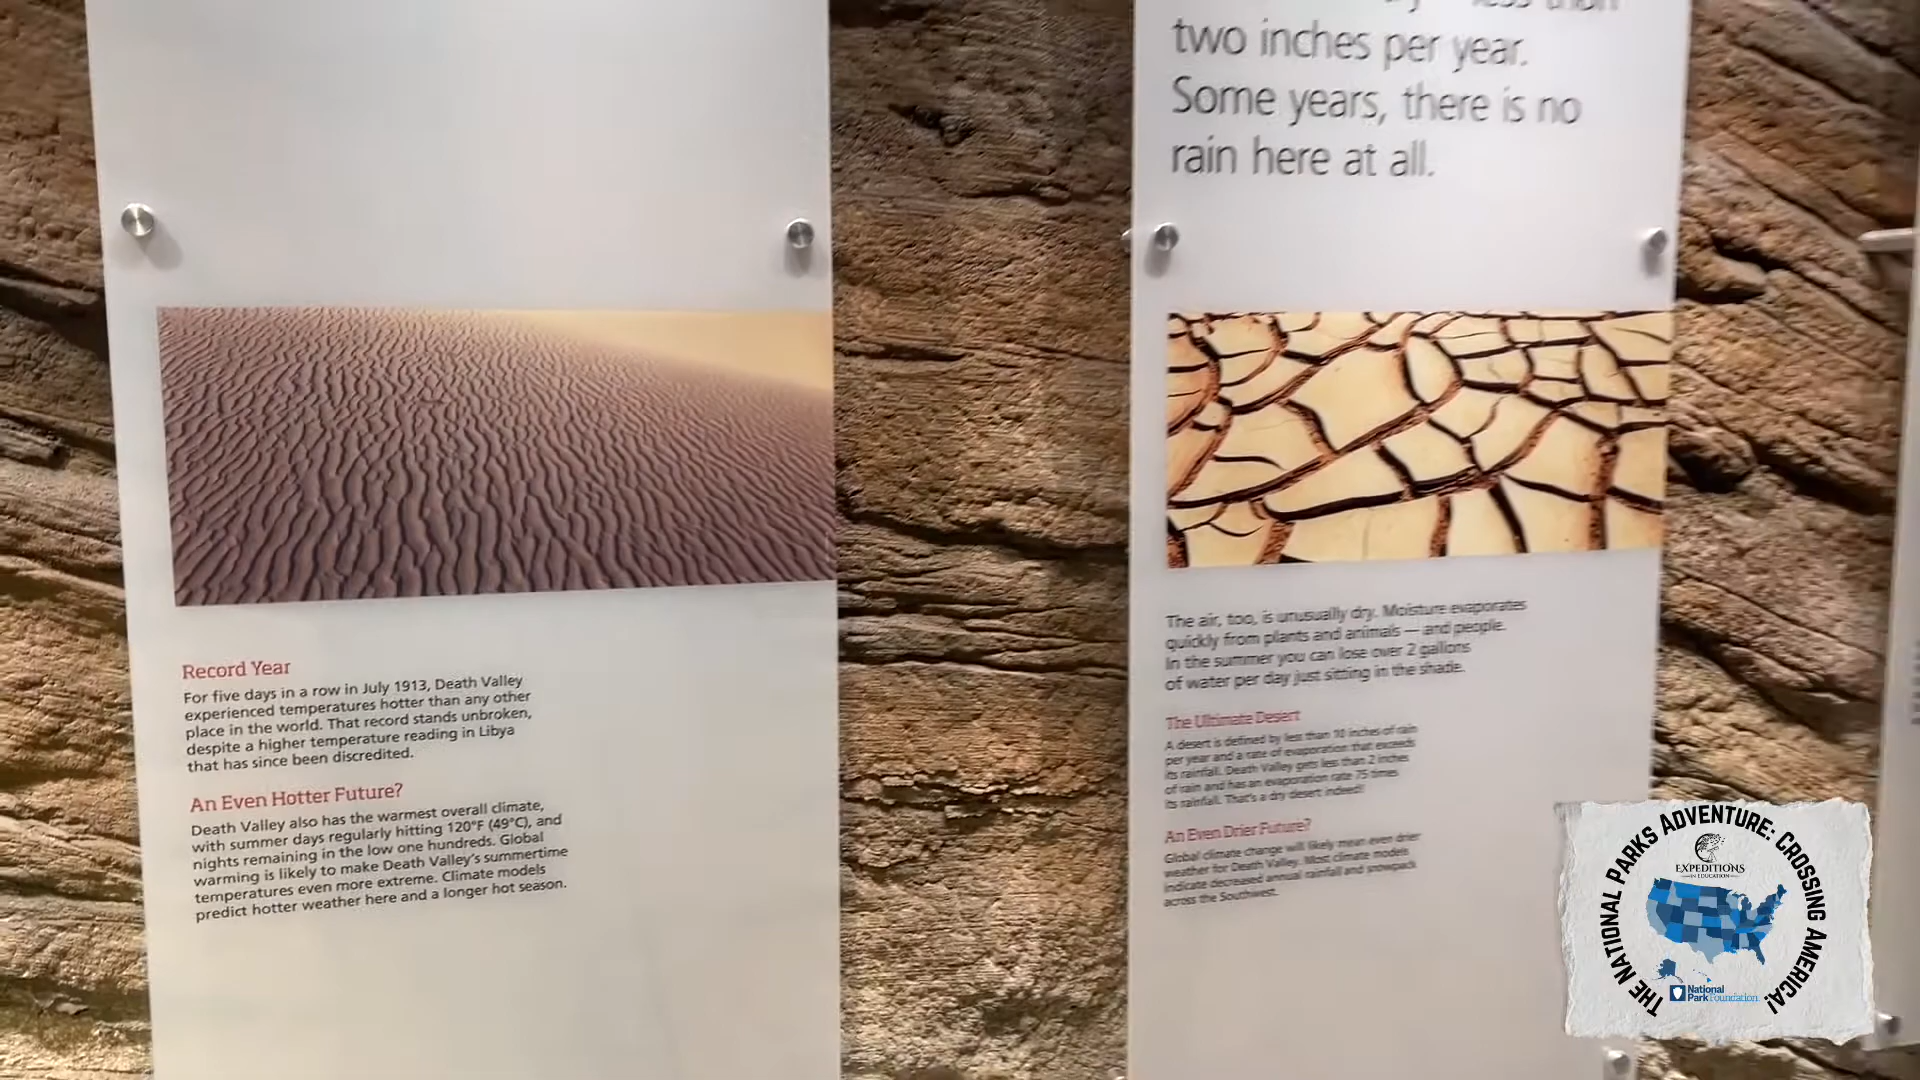 Record Year
For five days in a row in July 1913, Death Valley
experienced temperatures hotter than any other
place in the world. That record stands unbroken,
despite a higher temperature reading in Libya
that has since been discredited.
An Even Hotter Future?
Death Valley also has the warmest overall climate,
with summer days regularly hitting 120°F (49°C), and
nights remaining in the low one hundreds. Global
warming is likely to make Death Valley's summertime
temperatures even more extreme. Climate models
predict hotter weather here and a longer hot season.
less than
two inches per year.
Some years, there is no
rain here at all.
The air, too, is unusually dry. Moisture evaporates
quickly from plants and animals — and people.
In the summer you can lose over 2 gallons
of water per day just sitting in the shade.
The Ultimate Desert
A desert is defined by less than 10 inches of rain
per year and a rate of evaporation that exceeds
its rainfall. Death Valley gets less than 2 inches
of rain and has an evaporation rate 75 times
its rainfall. That's a dry desert indeed!
An Even Drier Future?
Global climate change will likely mean even drier
weather for Death Valley. Most climate models
indicate decreased annual rainfall and snowpack
across the Southwest.
THE NATIONAL PARKS ADVENTURE: CROSSING AMERICA!
EXPEDITIONS
IN EDUCATION
National
Park Foundation